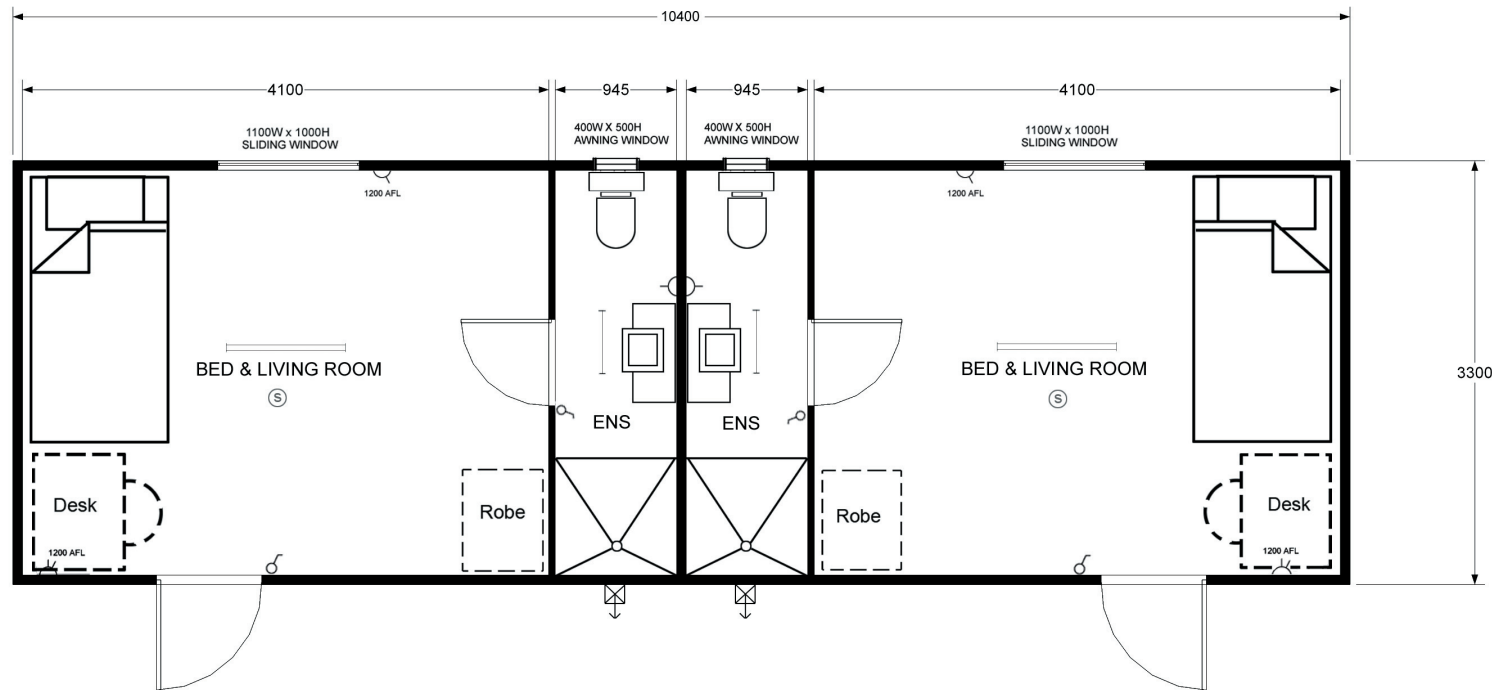 10400
4100
945
945
4100
1100W x 1000H
SLIDING WINDOW
400W X 500H
AWNING WINDOW
400W X 500H
AWNING WINDOW
1100W x 1000H
SLIDING WINDOW
1200 AFL
1200 AFL
3300
BED & LIVING ROOM
BED & LIVING ROOM
S
S
ENS
ENS
Desk
Robe
Robe
Desk
1200 AFL
1200 AFL